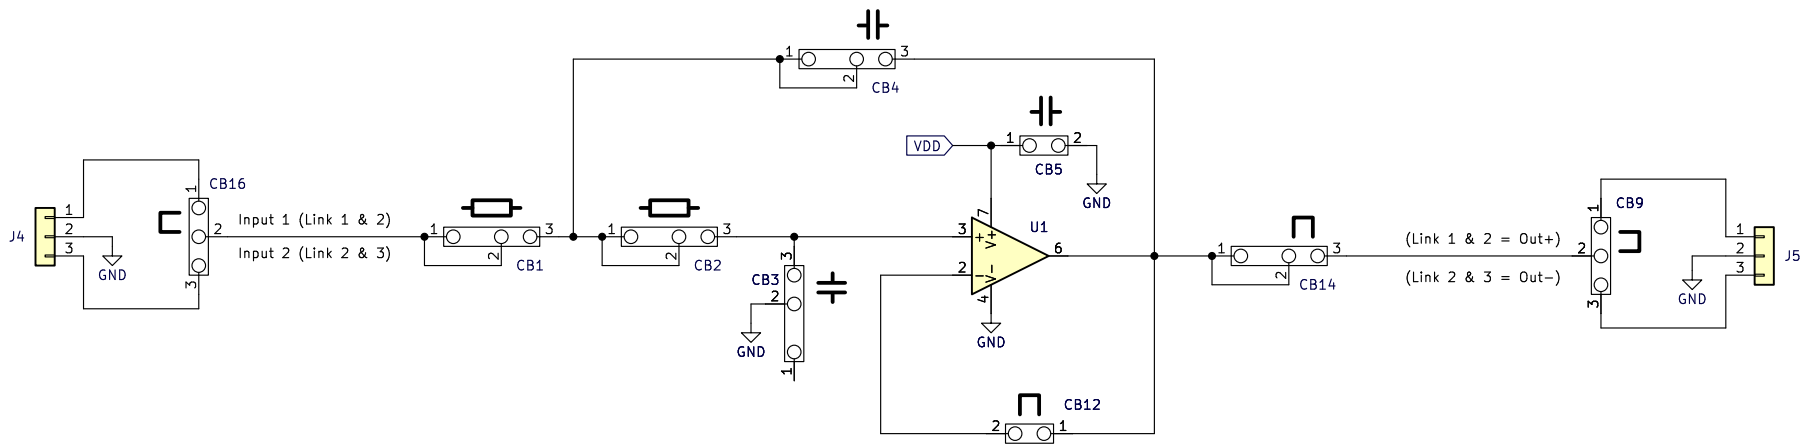 1 3
2
CB4
1 2
VDD
CB5
GND
CB16
1
2
3
J4
1
2
3
GND
Input 1 (Link 1 & 2)
Input 2 (Link 2 & 3)
1 3
2
CB1
1 3
2
CB2
CB3
3
2
1
GND
U1
3
2
7
6
4
+
-
V+
V-
GND
1 3
2
CB14
(Link 1 & 2 = Out+)
(Link 2 & 3 = Out-)
CB9
1
2
3
1
2
3
J5
GND
CB12
2 1